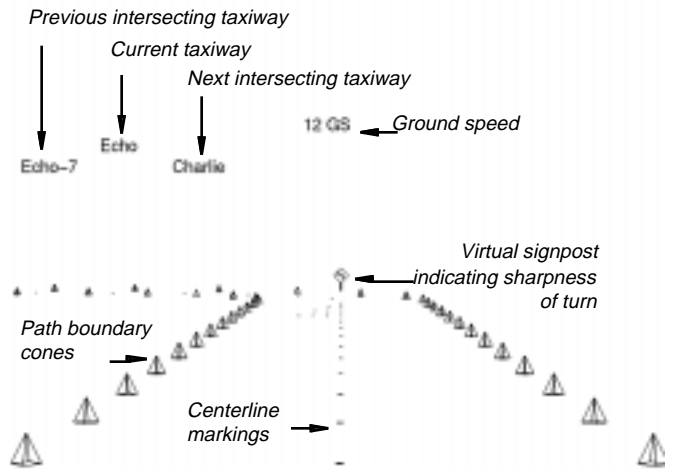 Previous intersecting taxiway
Current taxiway
Next intersecting taxiway
12 GS
Ground speed
Echo
Echo-7
Charlie
Virtual signpost
indicating sharpness
of turn
Path boundary
cones
Centerline
markings